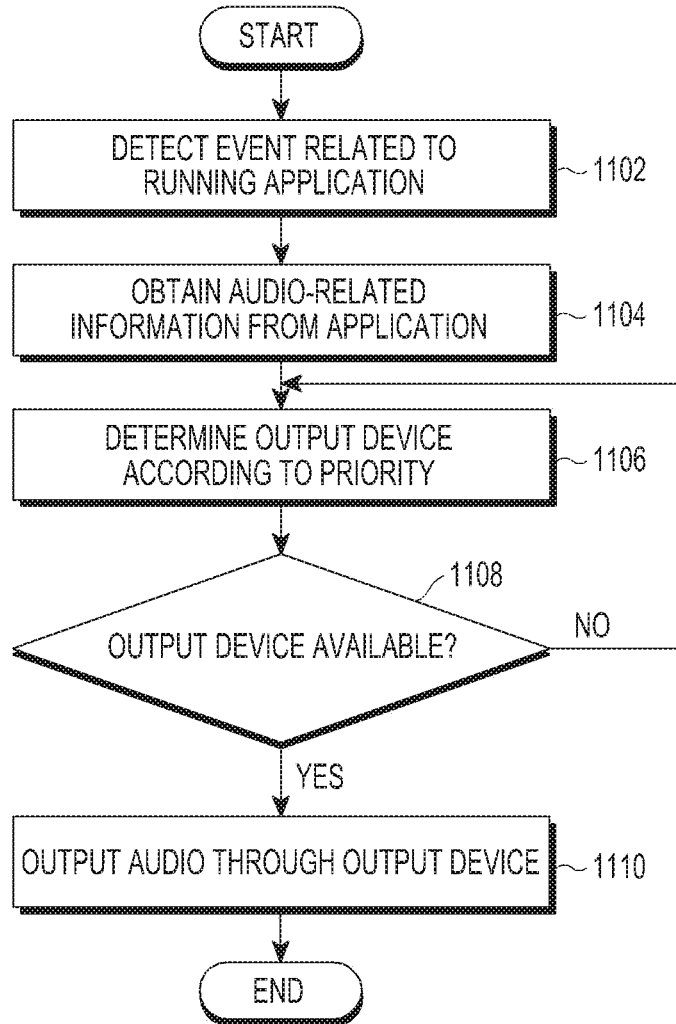 START
DETECT EVENT RELATED TO
RUNNING APPLICATION
1102
OBTAIN AUDIO-RELATED
INFORMATION FROM APPLICATION
1104
DETERMINE OUTPUT DEVICE
ACCORDING TO PRIORITY
1106
1108
OUTPUT DEVICE AVAILABLE?
NO
YES
OUTPUT AUDIO THROUGH OUTPUT DEVICE
1110
END